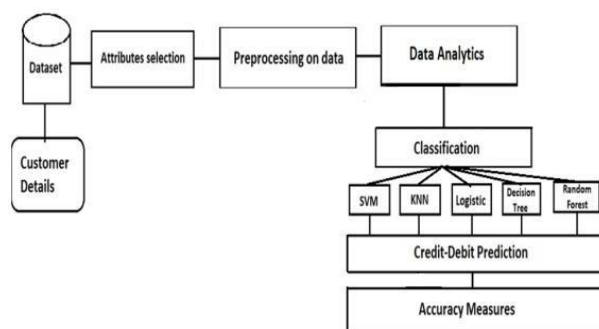 Dataset
Attributes selection
Preprocessing on data
Data Analytics
Customer
Details
Classification
SVM
KNN
Logistic
Decision
Tree
Random
Forest
Credit-Debit Prediction
Accuracy Measures